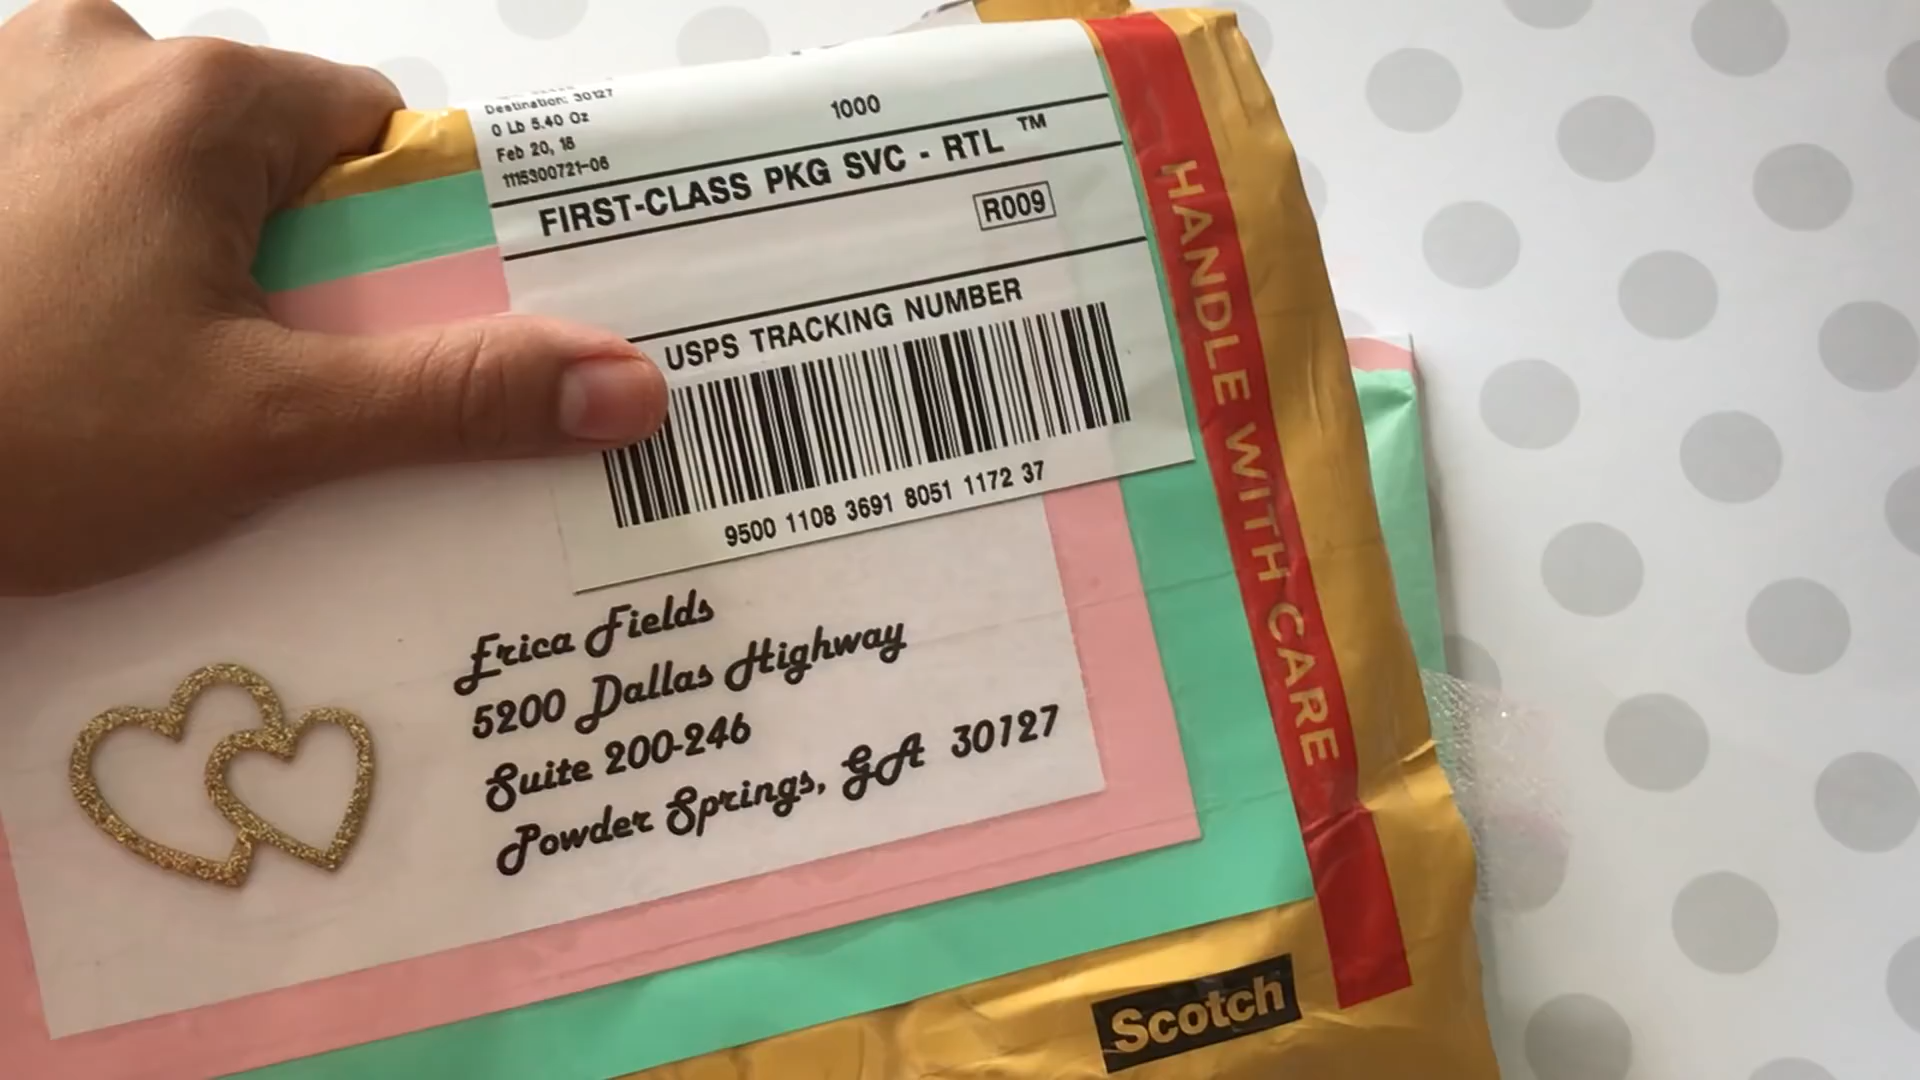 Destination: 30127
0 Lb 5.40 Oz
Feb 20, 18
1115300721-06
1000
FIRST-CLASS PKG SVC - RTL ™
R009
USPS TRACKING NUMBER
9500 1108 3691 8051 1172 37
Erica Fields
5200 Dallas Highway
Suite 200-246
Powder Springs, GA 30127
HANDLE WITH CARE
Scotch